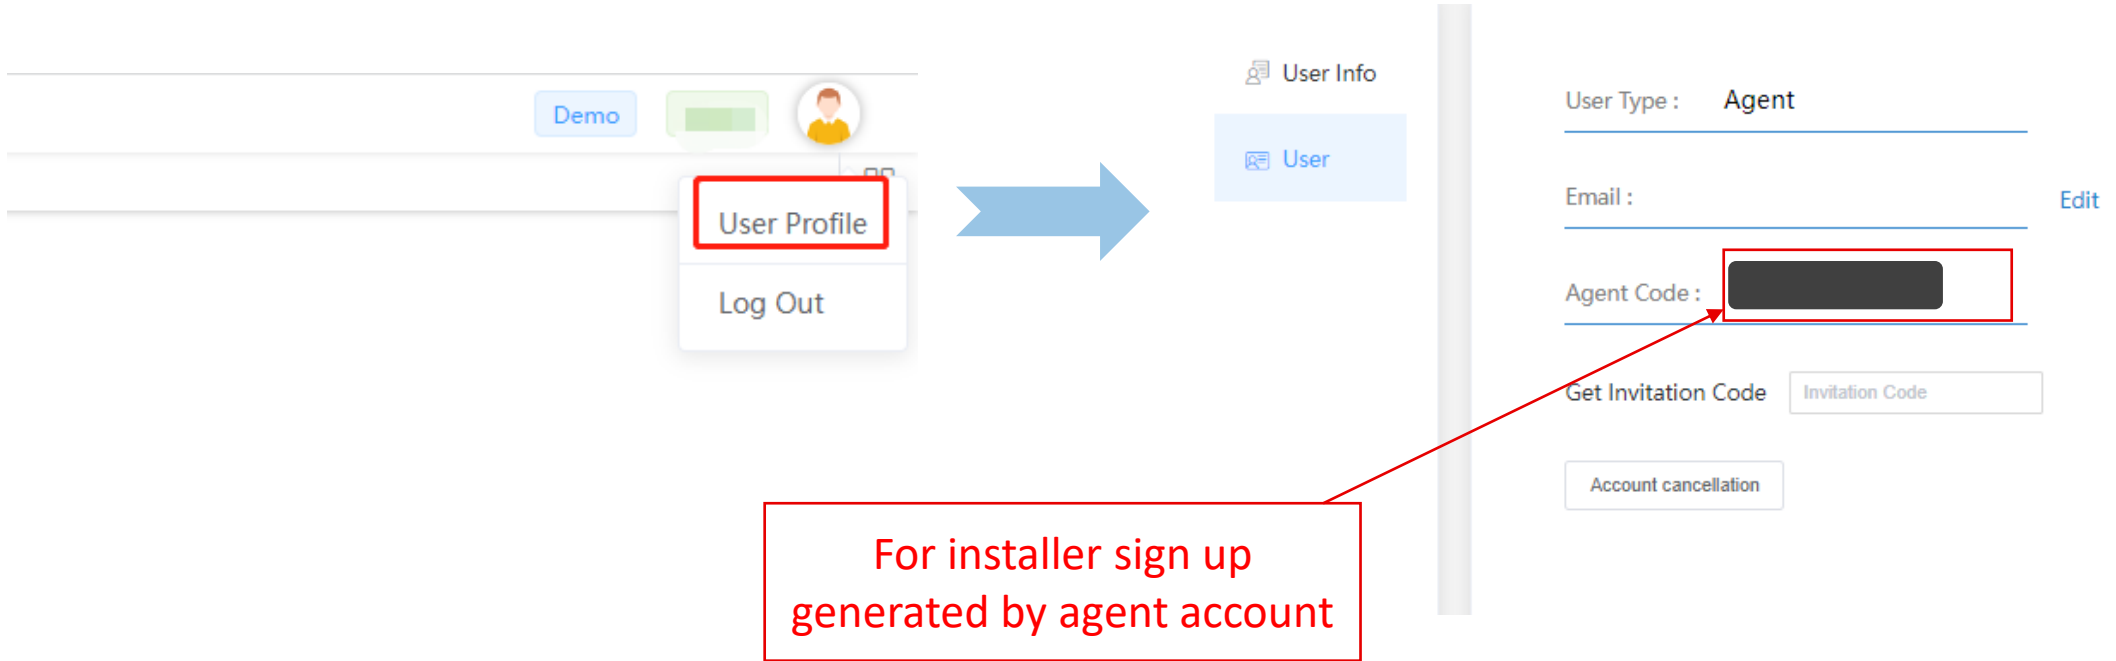 Demo
User Profile
Log Out
User Info
User
User Type : Agent
Email :
Edit
Agent Code :
Get Invitation Code Invitation Code
Account cancellation
For installer sign up
generated by agent account